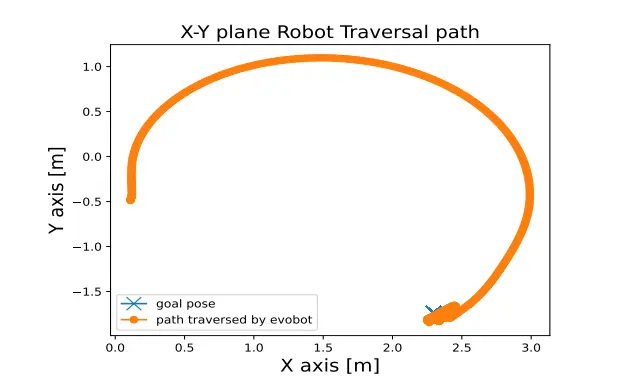 X-Y plane Robot Traversal path
Y axis [m]
1.0
0.5
0.0
−0.5
−1.0
−1.5
goal pose
path traversed by evobot
0.0 0.5 1.0 1.5 2.0 2.5 3.0
X axis [m]